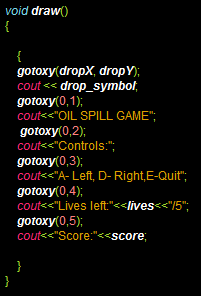 void draw()
{
{
gotoxy(dropX, dropY);
cout << drop_symbol;
gotoxy(0,1);
cout<<"OIL SPILL GAME";
gotoxy(0,2);
cout<<"Controls:";
gotoxy(0,3);
cout<<"A- Left, D- Right,E-Quit";
gotoxy(0,4);
cout<<"Lives left:"<<lives<<"/5";
gotoxy(0,5);
cout<<"Score:"<<score;
}
}